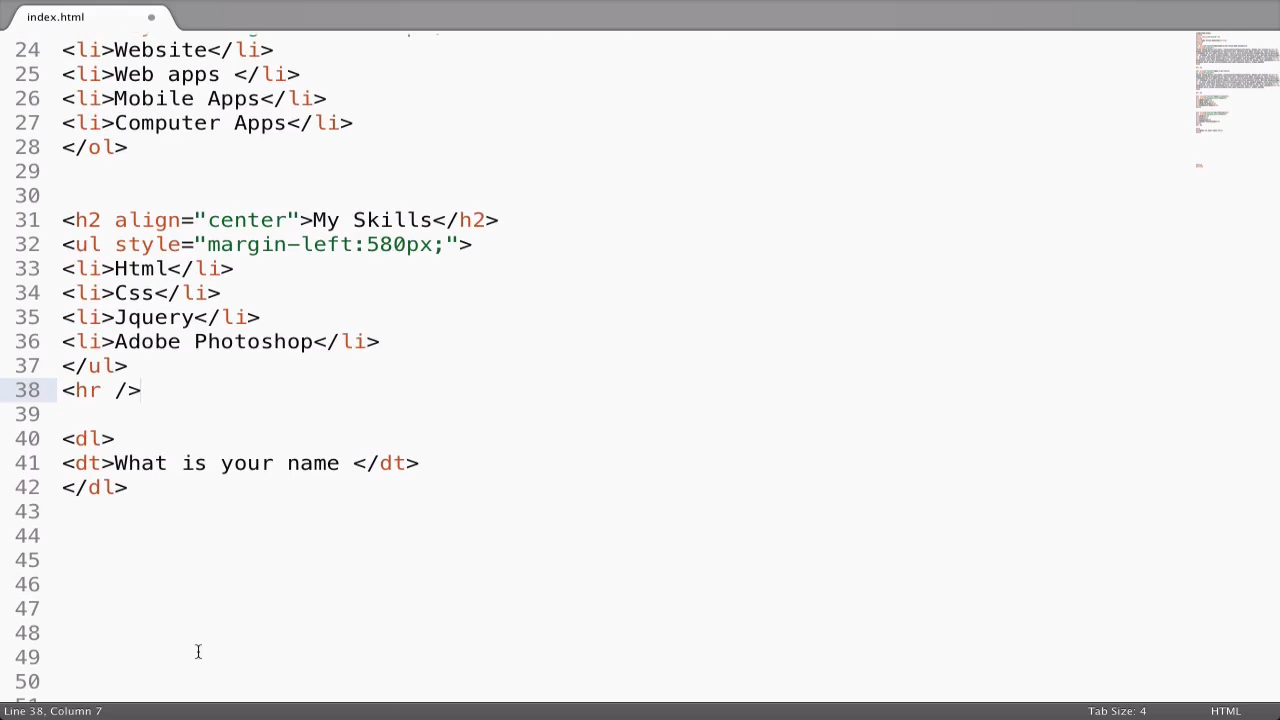 index.html
24 <li>Website</li>
25 <li>Web apps </li>
26 <li>Mobile Apps</li>
27 <li>Computer Apps</li>
28 </ol>
29
30
31 <h2 align="center">My Skills</h2>
32 <ul style="margin-left:580px;">
33 <li>Html</li>
34 <li>Css</li>
35 <li>Jquery</li>
36 <li>Adobe Photoshop</li>
37 </ul>
38 <hr />
39
40 <dl>
41 <dt>What is your name </dt>
42 </dl>
43
44
45
46
47
48
49
50
Line 38, Column 7 Tab Size: 4 HTML